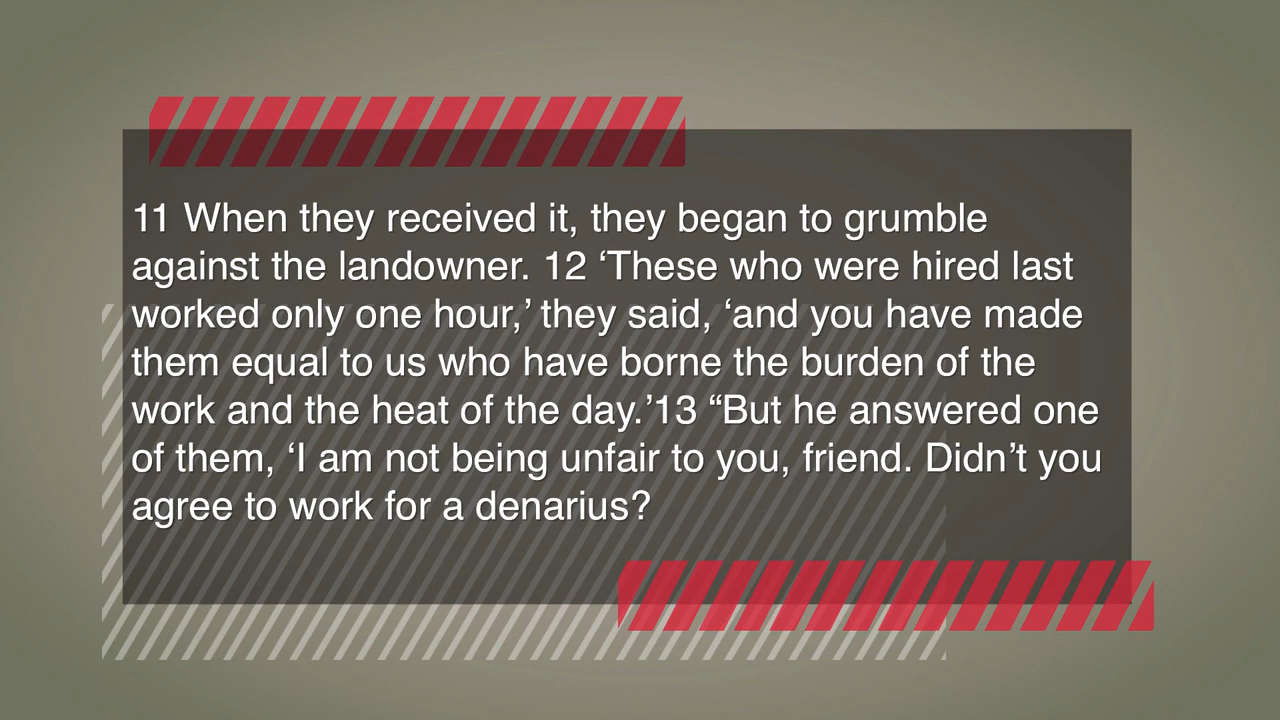 11 When they received it, they began to grumble
against the landowner. 12 ‘These who were hired last
worked only one hour,’ they said, ‘and you have made
them equal to us who have borne the burden of the
work and the heat of the day.’13 “But he answered one
of them, ‘I am not being unfair to you, friend. Didn’t you
agree to work for a denarius?